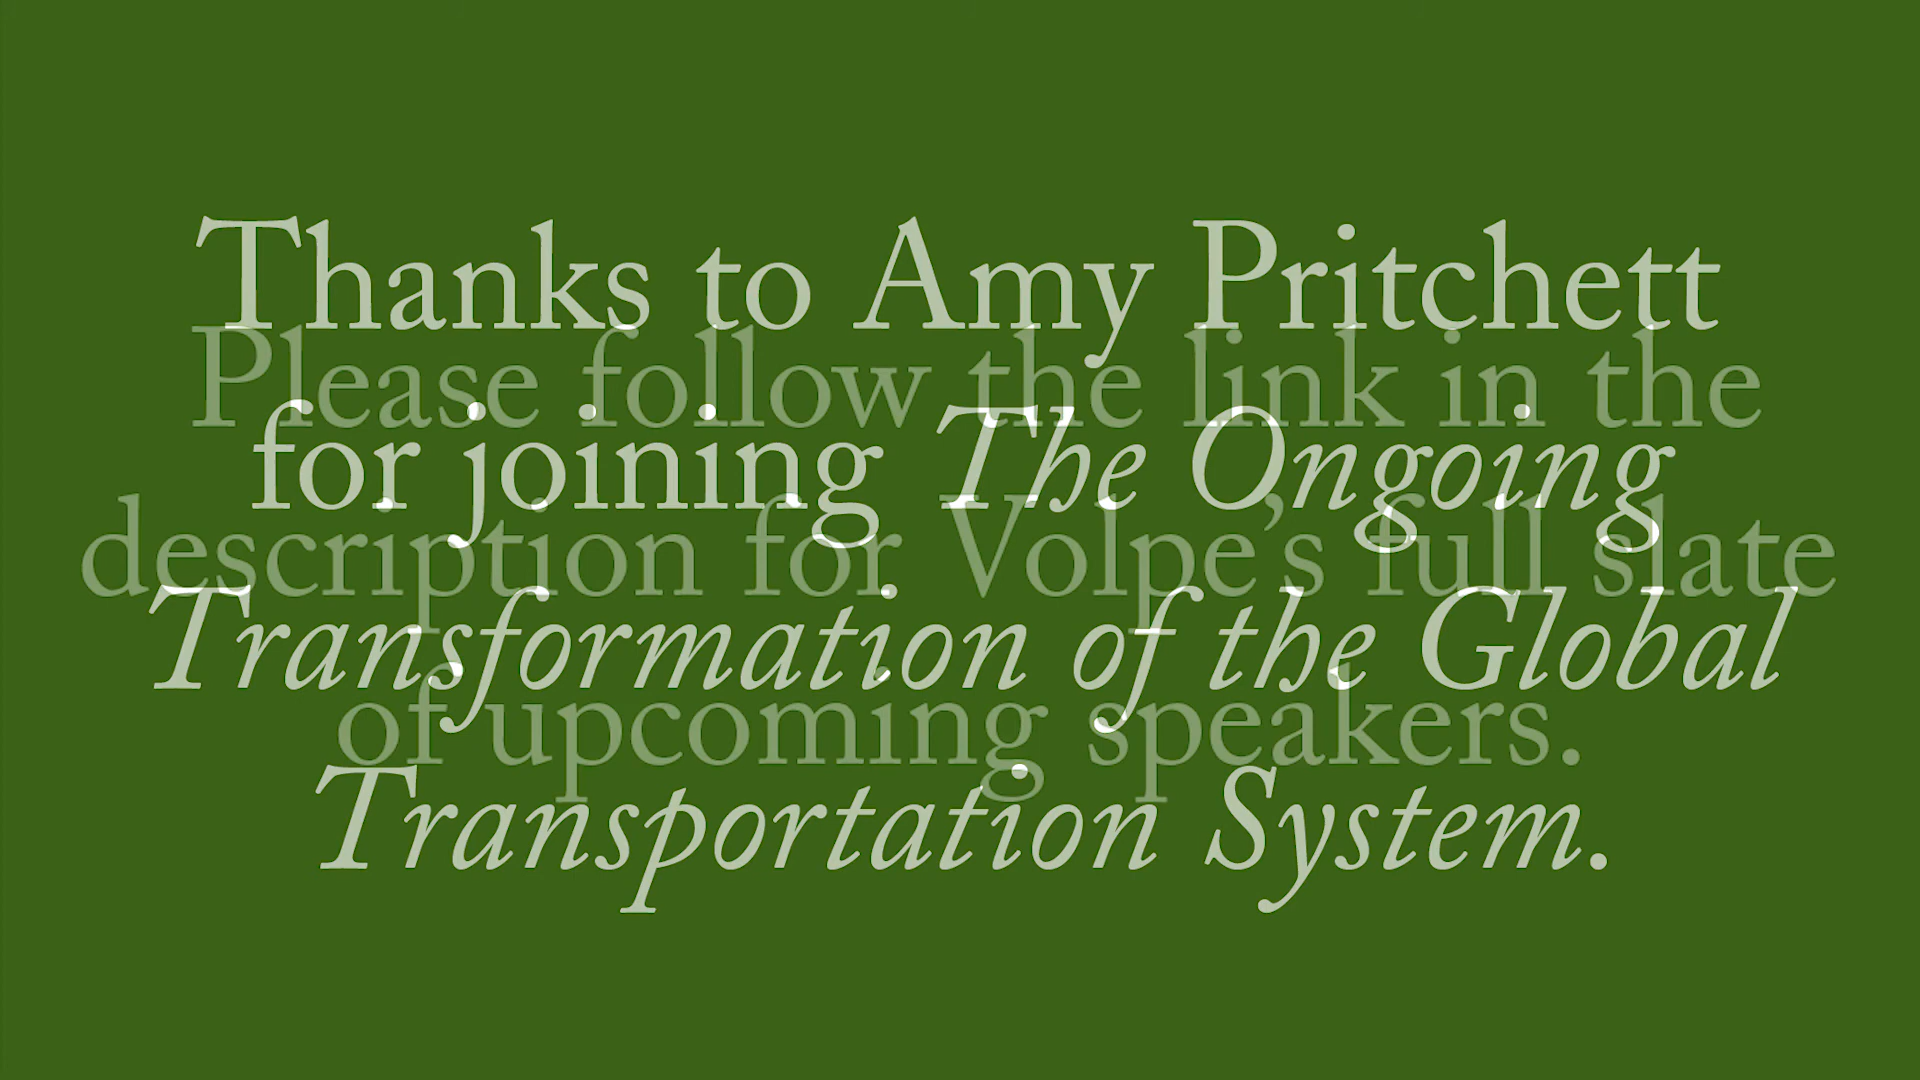 Thanks to Amy Pritchett
for joining The Ongoing
Transformation of the Global
Transportation System.
Please follow the link in the
description for Volpe’s full slate
of upcoming speakers.